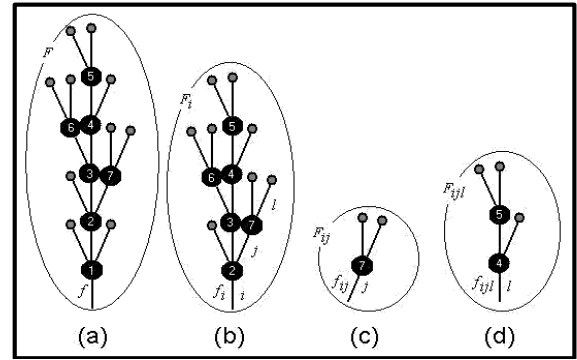 F
5
6 4
3 7
2
1
f
(a)
F_i
5
6 4
3 7 l
j
2
f_i i
(b)
F_ij
7
f_ij j
(c)
F_ijl
5
4
f_ijl l
(d)